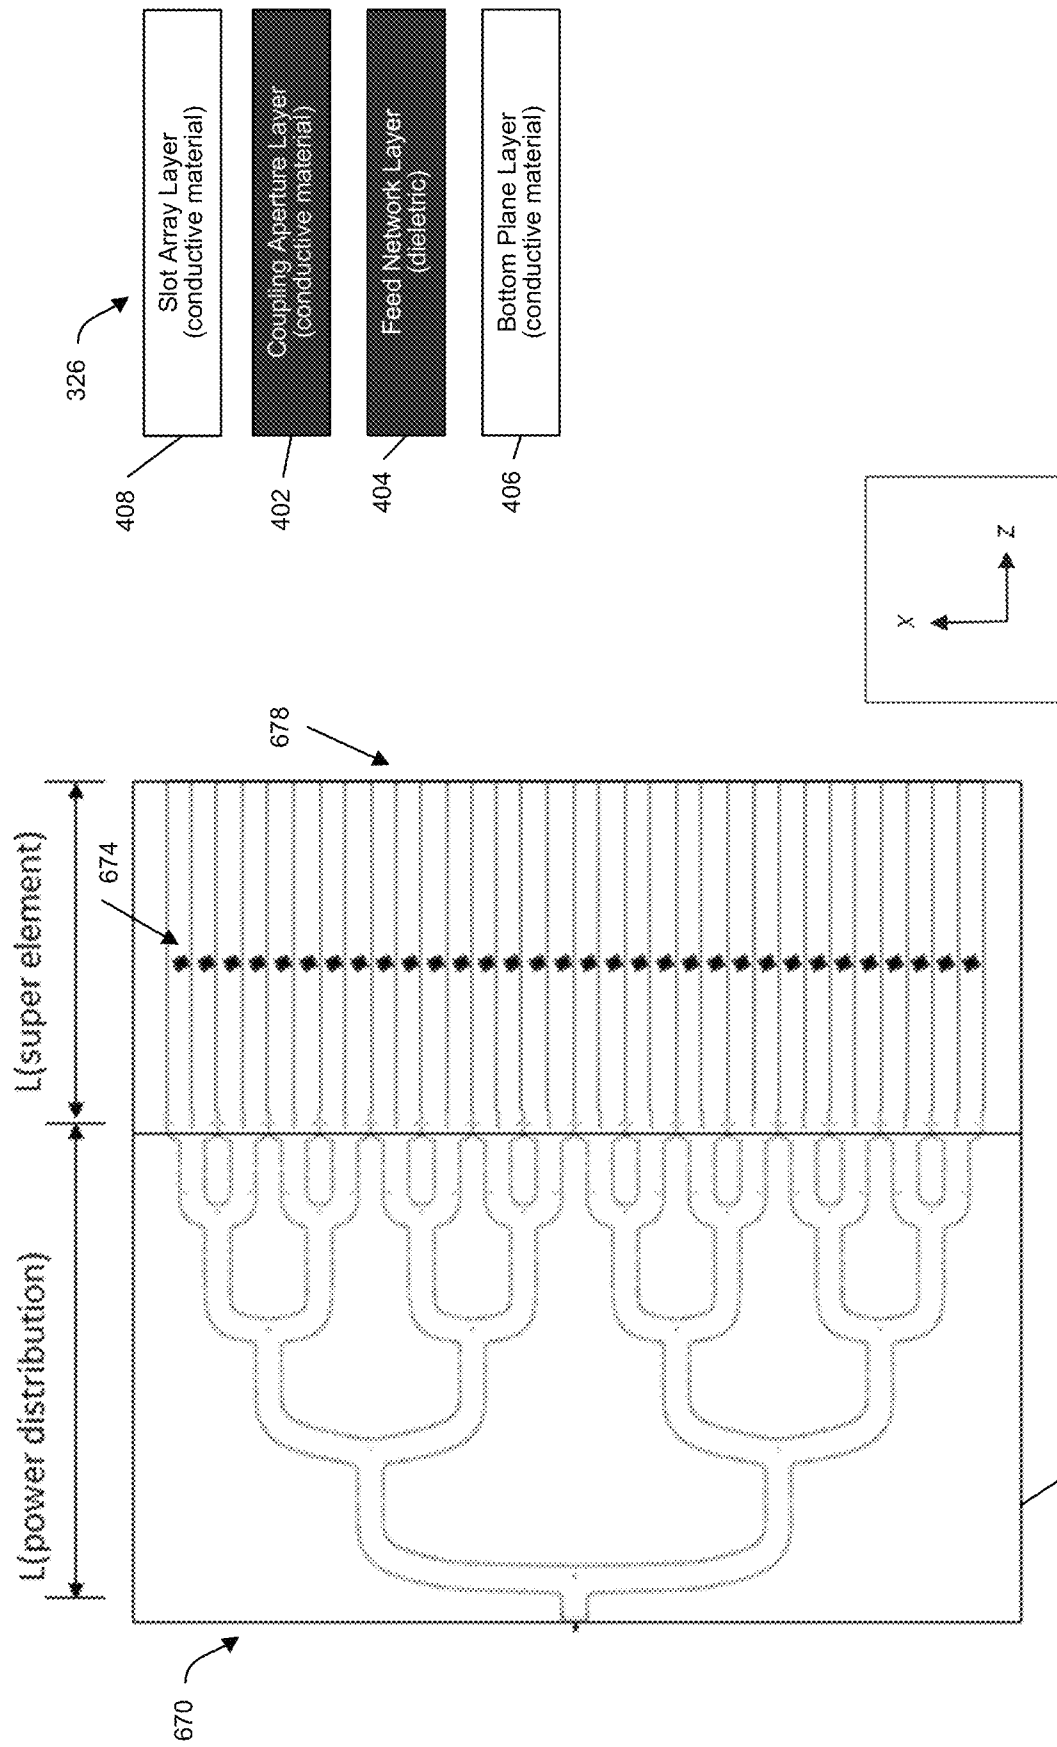 L(power distribution)
L(super element)
670
674
678
326
408
Slot Array Layer
(conductive material)
402
Coupling Aperture Layer
(conductive material)
404
Feed Network Layer
(dieletric)
406
Bottom Plane Layer
(conductive material)
X
Z